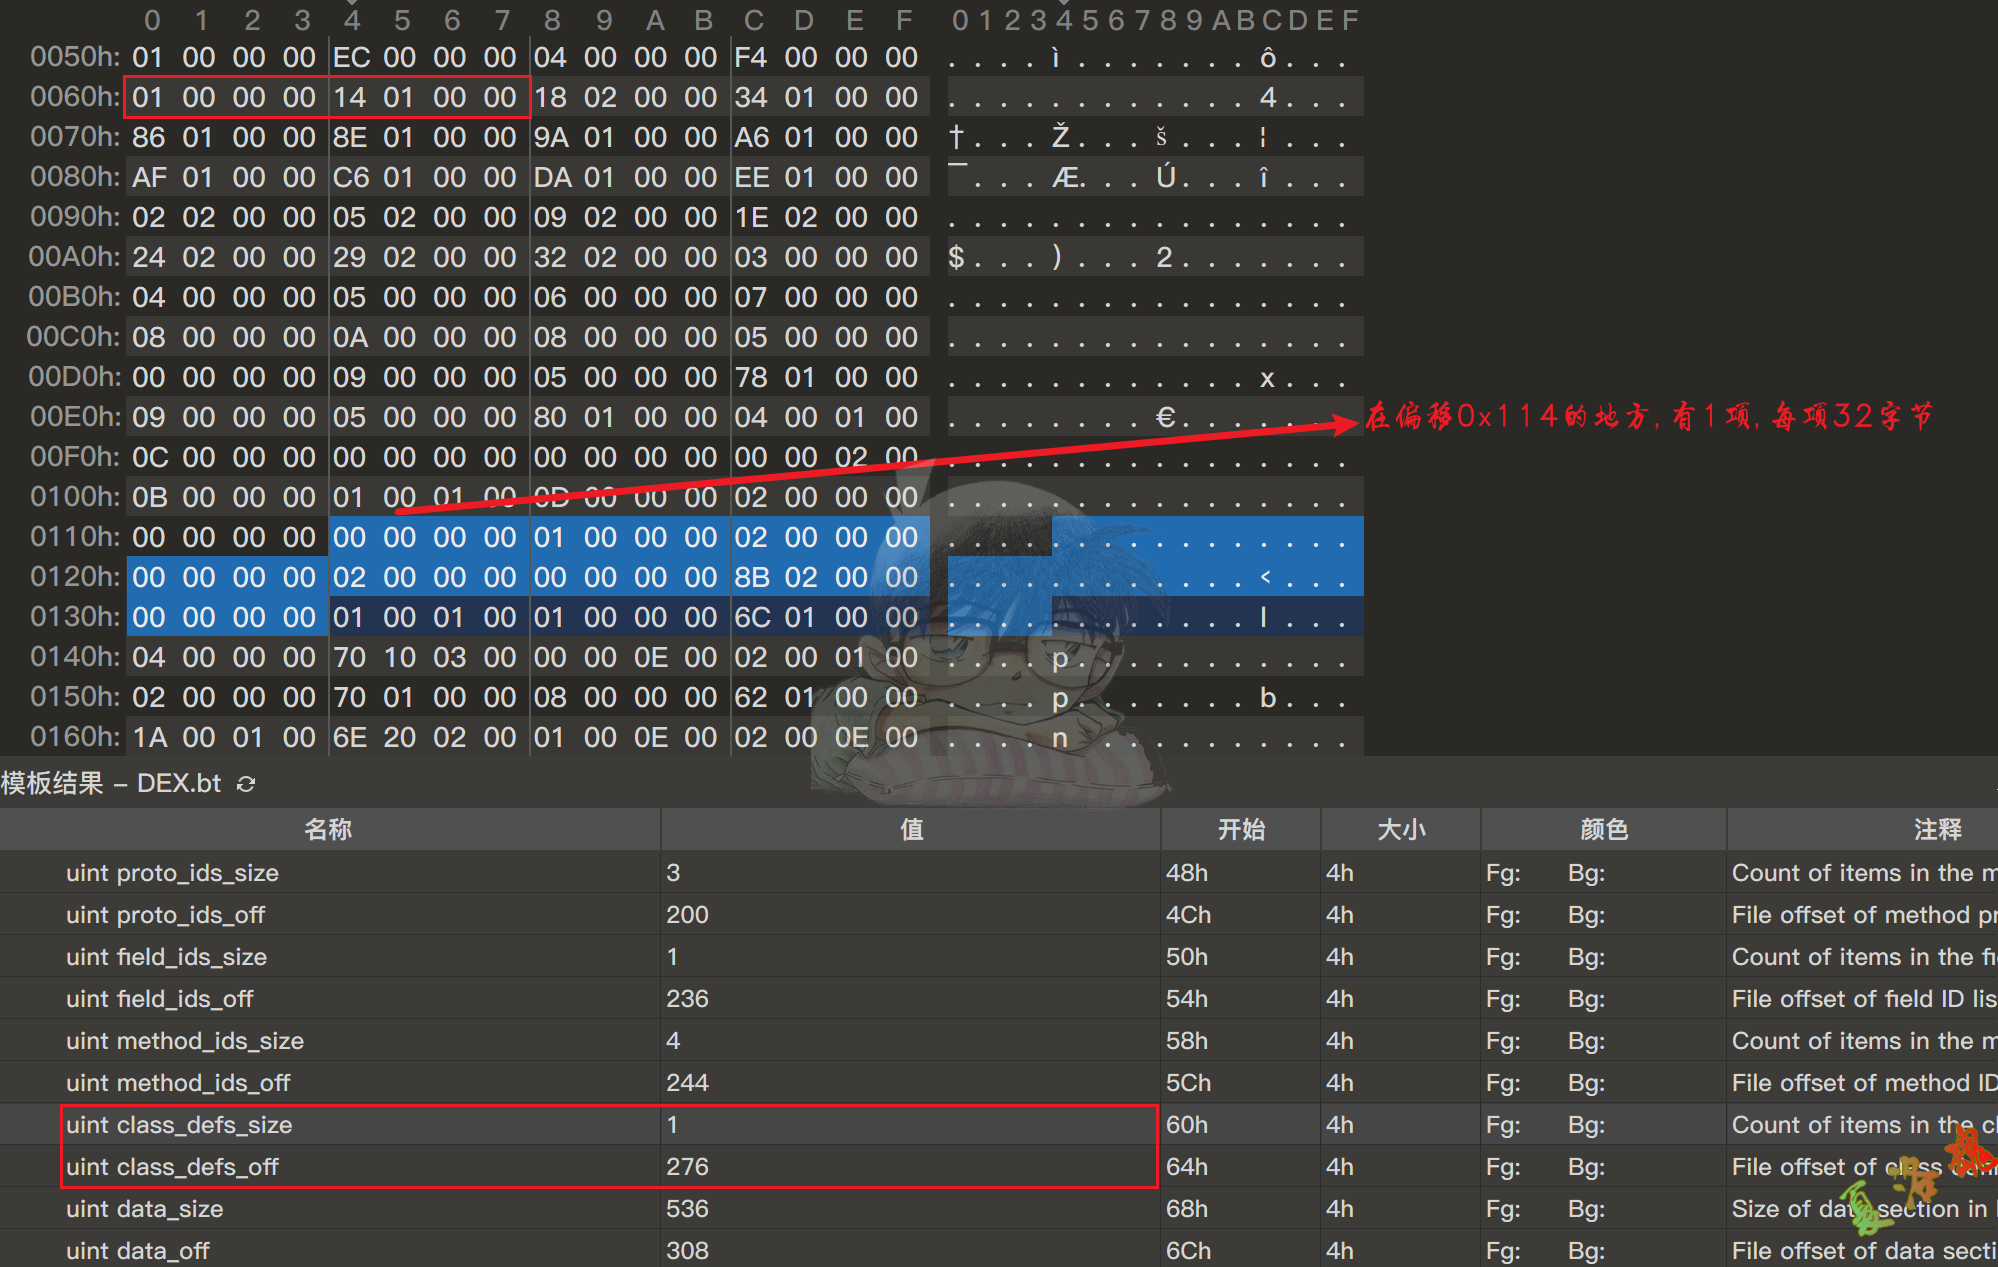 0 1 2 3 4 5 6 7 8 9 A B C D E F 0 1 2 3 4 5 6 7 8 9 A B C D E F
0050h: 01 00 00 00 EC 00 00 00 04 00 00 00 F4 00 00 00 . . . . ì . . . . . . . ô . . .
0060h: 01 00 00 00 14 01 00 00 18 02 00 00 34 01 00 00 . . . . . . . . . . . . 4 . . .
0070h: 86 01 00 00 8E 01 00 00 9A 01 00 00 A6 01 00 00 † . . . Ž . . . š . . . ¦ . . .
0080h: AF 01 00 00 C6 01 00 00 DA 01 00 00 EE 01 00 00 ¯ . . . Æ . . . Ú . . . î . . .
0090h: 02 02 00 00 05 02 00 00 09 02 00 00 1E 02 00 00 . . . . . . . . . . . . . . . .
00A0h: 24 02 00 00 29 02 00 00 32 02 00 00 03 00 00 00 $ . . . ) . . . 2 . . . . . . .
00B0h: 04 00 00 00 05 00 00 00 06 00 00 00 07 00 00 00 . . . . . . . . . . . . . . . .
00C0h: 08 00 00 00 0A 00 00 00 08 00 00 00 05 00 00 00 . . . . . . . . . . . . . . . .
00D0h: 00 00 00 00 09 00 00 00 05 00 00 00 78 01 00 00 . . . . . . . . . . . . x . . .
00E0h: 09 00 00 00 05 00 00 00 80 01 00 00 04 00 01 00 . . . . . . . . € . . . . . . .
在偏移0x114的地方,有1项,每项32字节
00F0h: 0C 00 00 00 00 00 00 00 00 00 00 00 00 00 02 00 . . . . . . . . . . . . . . . .
0100h: 0B 00 00 00 01 00 01 00 0D 00 00 00 02 00 00 00 . . . . . . . . . . . . . . . .
0110h: 00 00 00 00 00 00 00 00 01 00 00 00 02 00 00 00 . . . . . . . . . . . . . . . .
0120h: 00 00 00 00 02 00 00 00 00 00 00 00 8B 02 00 00 . . . . . . . . . . . . ‹ . . .
0130h: 00 00 00 00 01 00 01 00 01 00 00 00 6C 01 00 00 . . . . . . . . . . . . l . . .
0140h: 04 00 00 00 70 10 03 00 00 00 0E 00 02 00 01 00 . . . . p . . . . . . . . . . .
0150h: 02 00 00 00 70 01 00 00 08 00 00 00 62 01 00 00 . . . . p . . . . . . . b . . .
0160h: 1A 00 01 00 6E 20 02 00 01 00 0E 00 02 00 0E 00 . . . . n . . . . . . . . . . .
模板结果 – DEX.bt
名称 值 开始 大小 颜色 注释
uint proto_ids_size 3 48h 4h Fg: Bg: Count of items in the m
uint proto_ids_off 200 4Ch 4h Fg: Bg: File offset of method pr
uint field_ids_size 1 50h 4h Fg: Bg: Count of items in the fi
uint field_ids_off 236 54h 4h Fg: Bg: File offset of field ID lis
uint method_ids_size 4 58h 4h Fg: Bg: Count of items in the m
uint method_ids_off 244 5Ch 4h Fg: Bg: File offset of method ID
uint class_defs_size 1 60h 4h Fg: Bg: Count of items in the cl
uint class_defs_off 276 64h 4h Fg: Bg: File offset of class
uint data_size 536 68h 4h Fg: Bg: Size of data section in
uint data_off 308 6Ch 4h Fg: Bg: File offset of data secti